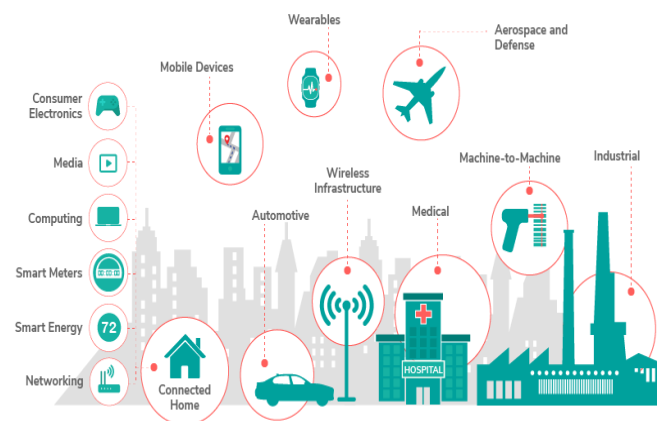 Wearables
Aerospace and
Defense
Mobile Devices
Consumer
Electronics
Media
Computing
Smart Meters
Smart Energy
72
Networking
Connected
Home
Automotive
Wireless
Infrastructure
Medical
HOSPITAL
Machine-to-Machine
Industrial